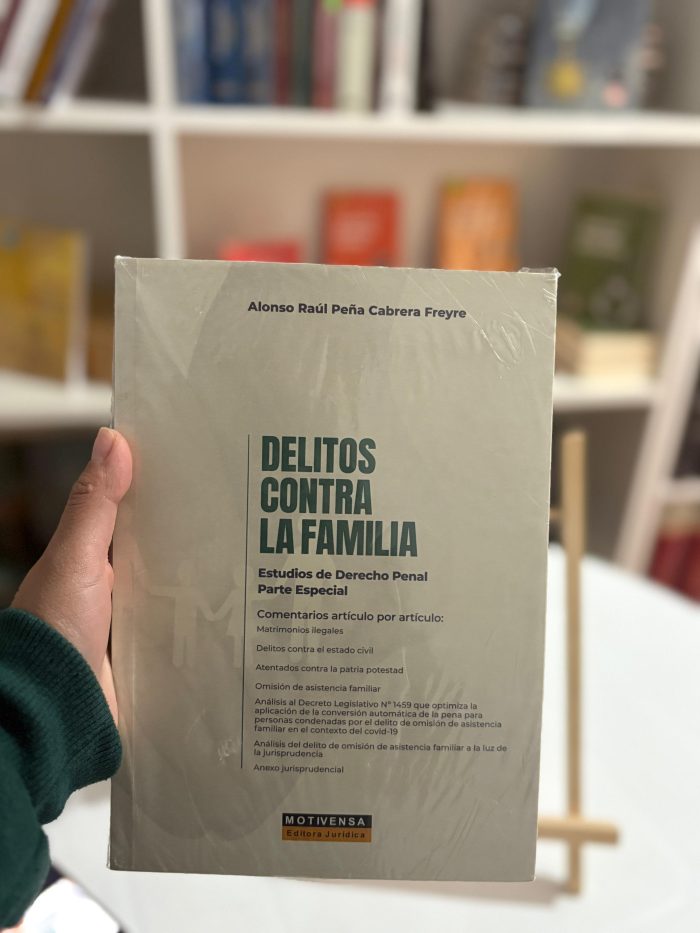 Alonso Raúl Peña Cabrera Freyre
DELITOS
CONTRA
LA FAMILIA
Estudios de Derecho Penal
Parte Especial
Comentarios artículo por artículo:
Matrimonios ilegales
Delitos contra el estado civil
Atentados contra la patria potestad
Omisión de asistencia familiar
Análisis al Decreto Legislativo Nº 1459 que optimiza la
aplicación de la conversión automática de la pena para
personas condenadas por el delito de omisión de asistencia
familiar en el contexto del covid-19
Análisis del delito de omisión de asistencia familiar a la luz de
la jurisprudencia
Anexo jurisprudencial
MOTIVENSA
Editora Jurídica